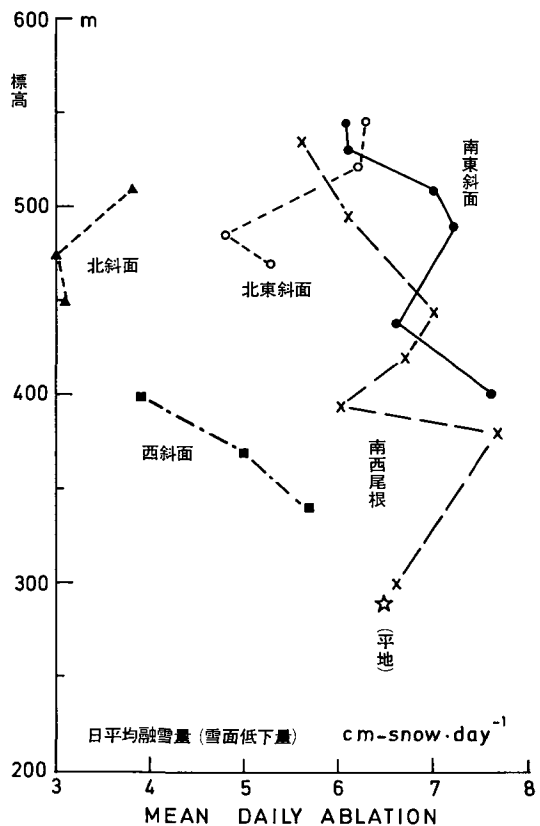 600 m
標高
南東斜面
500
北斜面
北東斜面
400
西斜面
南西尾根
300
(平地)
日平均融雪量 (雪面低下量) cm-snow·day⁻¹
200
3 4 5 6 7 8
MEAN DAILY ABLATION